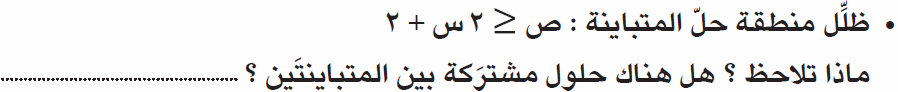 • ظلِّل منطقة حلّ المتباينة : ص ≥ ٢ س + ٢
ماذا تلاحظ ؟ هل هناك حلول مشترَكة بين المتباينتَين ؟ ........................................